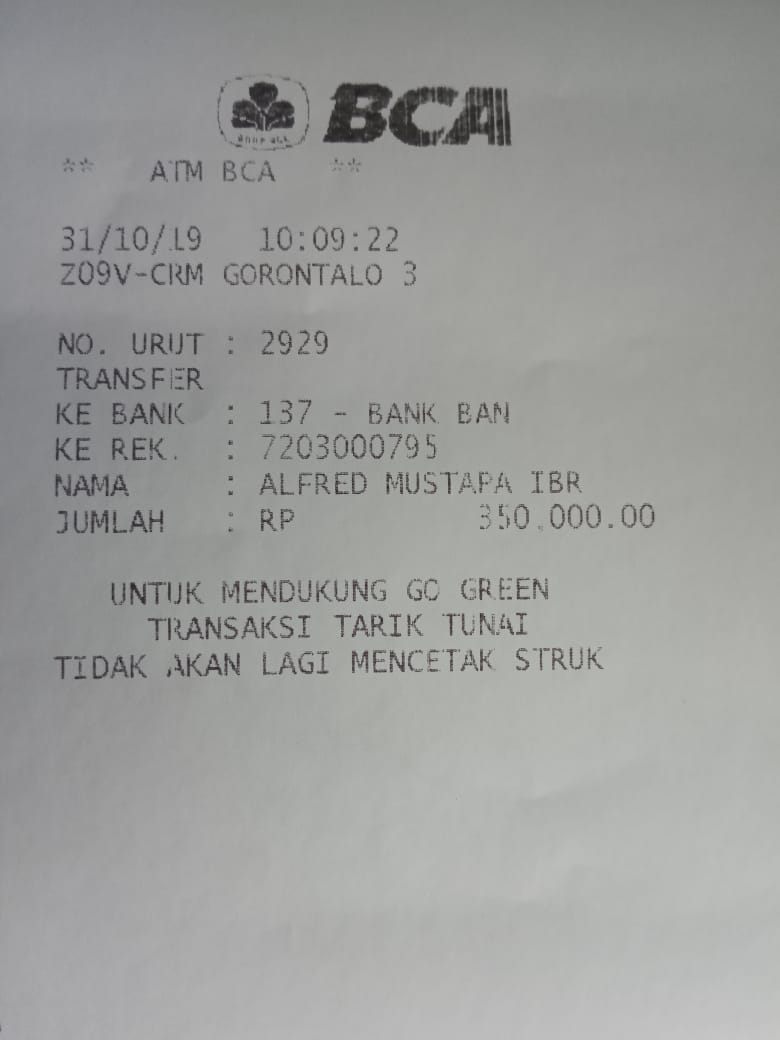 BCA
** ATM BCA **
31/10/19 10:09:22
Z09V-CRM GORONTALO 3
NO. URUT : 2929
TRANSFER
KE BANK : 137 - BANK BAN
KE REK. : 7203000795
NAMA : ALFRED MUSTAPA IBR
JUMLAH : RP 350,000.00
UNTUK MENDUKUNG GO GREEN
TRANSAKSI TARIK TUNAI
TIDAK AKAN LAGI MENCETAK STRUK